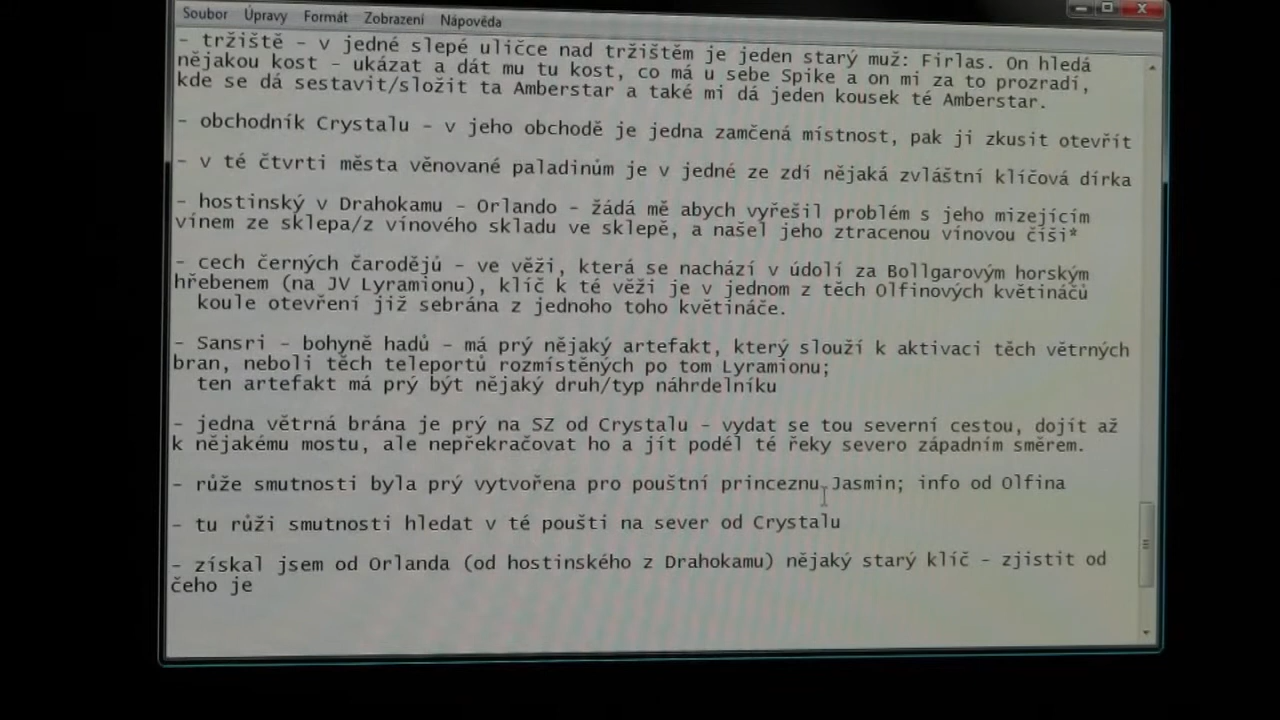 Soubor Úpravy Formát Zobrazení Nápověda
- tržiště - v jedné slepé uličce nad tržištěm je jeden starý muž: Firlas. On hledá
nějakou kost - ukázat a dát mu tu kost, co má u sebe Spike a on mi za to prozradí,
kde se dá sestavit/složit ta Amberstar a také mi dá jeden kousek té Amberstar.
- obchodník Crystalu - v jeho obchodě je jedna zamčená místnost, pak ji zkusit otevřít
- v té čtvrti města věnované paladinům je v jedné ze zdí nějaká zvláštní klíčová dírka
- hostinský v Drahokamu - Orlando - žádá mě abych vyřešil problém s jeho mizejícím
vínem ze sklepa/z vínového skladu ve sklepě, a našel jeho ztracenou vínovou číši*
- cech černých čarodějů - ve věži, která se nachází v údolí za Bollgarovým horským
hřebenem (na JV Lyramionu), klíč k té věži je v jednom z těch Olfinových květináčů
koule otevření již sebrána z jednoho toho květináče.
- Sansri - bohyně hadů - má prý nějaký artefakt, který slouží k aktivaci těch větrných
bran, neboli těch teleportů rozmístěných po tom Lyramionu;
ten artefakt má prý být nějaký druh/typ náhrdelníku
- jedna větrná brána je prý na SZ od Crystalu - vydat se tou severní cestou, dojít až
k nějakému mostu, ale nepřekračovat ho a jít podél té řeky severo západním směrem.
- růže smutnosti byla prý vytvořena pro pouštní princeznu Jasmin; info od Olfina
- tu růži smutnosti hledat v té poušti na sever od Crystalu
- získal jsem od Orlanda (od hostinského z Drahokamu) nějaký starý klíč - zjistit od
čeho je